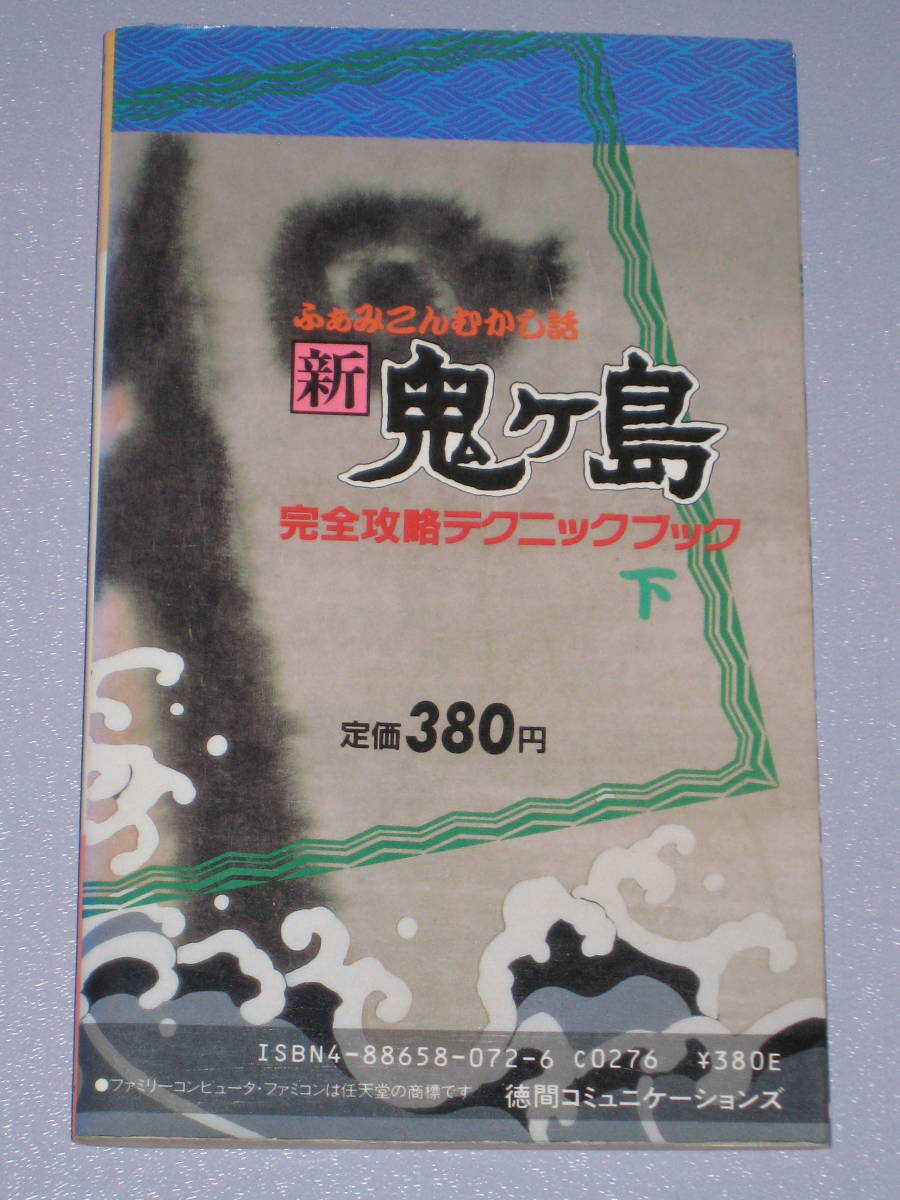 ふぁみこんむかし話
新 鬼ヶ島
完全攻略テクニックブック
下
定価380円
ISBN4-88658-072-6 C0276 ¥380E
●ファミリーコンピュータ・ファミコンは任天堂の商標です 徳間コミュニケーションズ